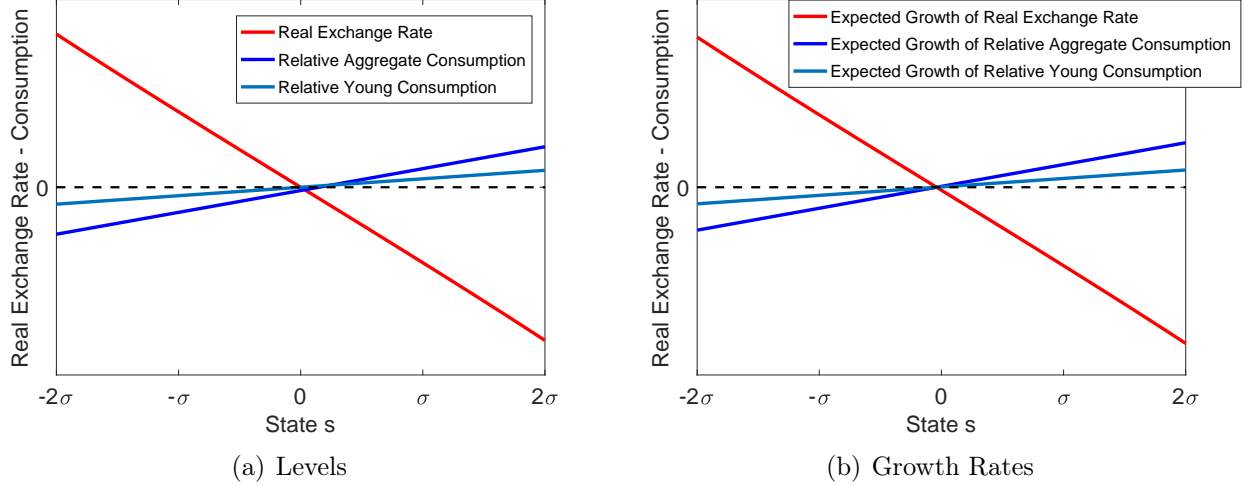 Real Exchange Rate - Consumption
Real Exchange Rate
Relative Aggregate Consumption
Relative Young Consumption
0
-2σ
-σ
0
σ
2σ
State s
(a) Levels
Real Exchange Rate - Consumption
Expected Growth of Real Exchange Rate
Expected Growth of Relative Aggregate Consumption
Expected Growth of Relative Young Consumption
0
-2σ
-σ
0
σ
2σ
State s
(b) Growth Rates